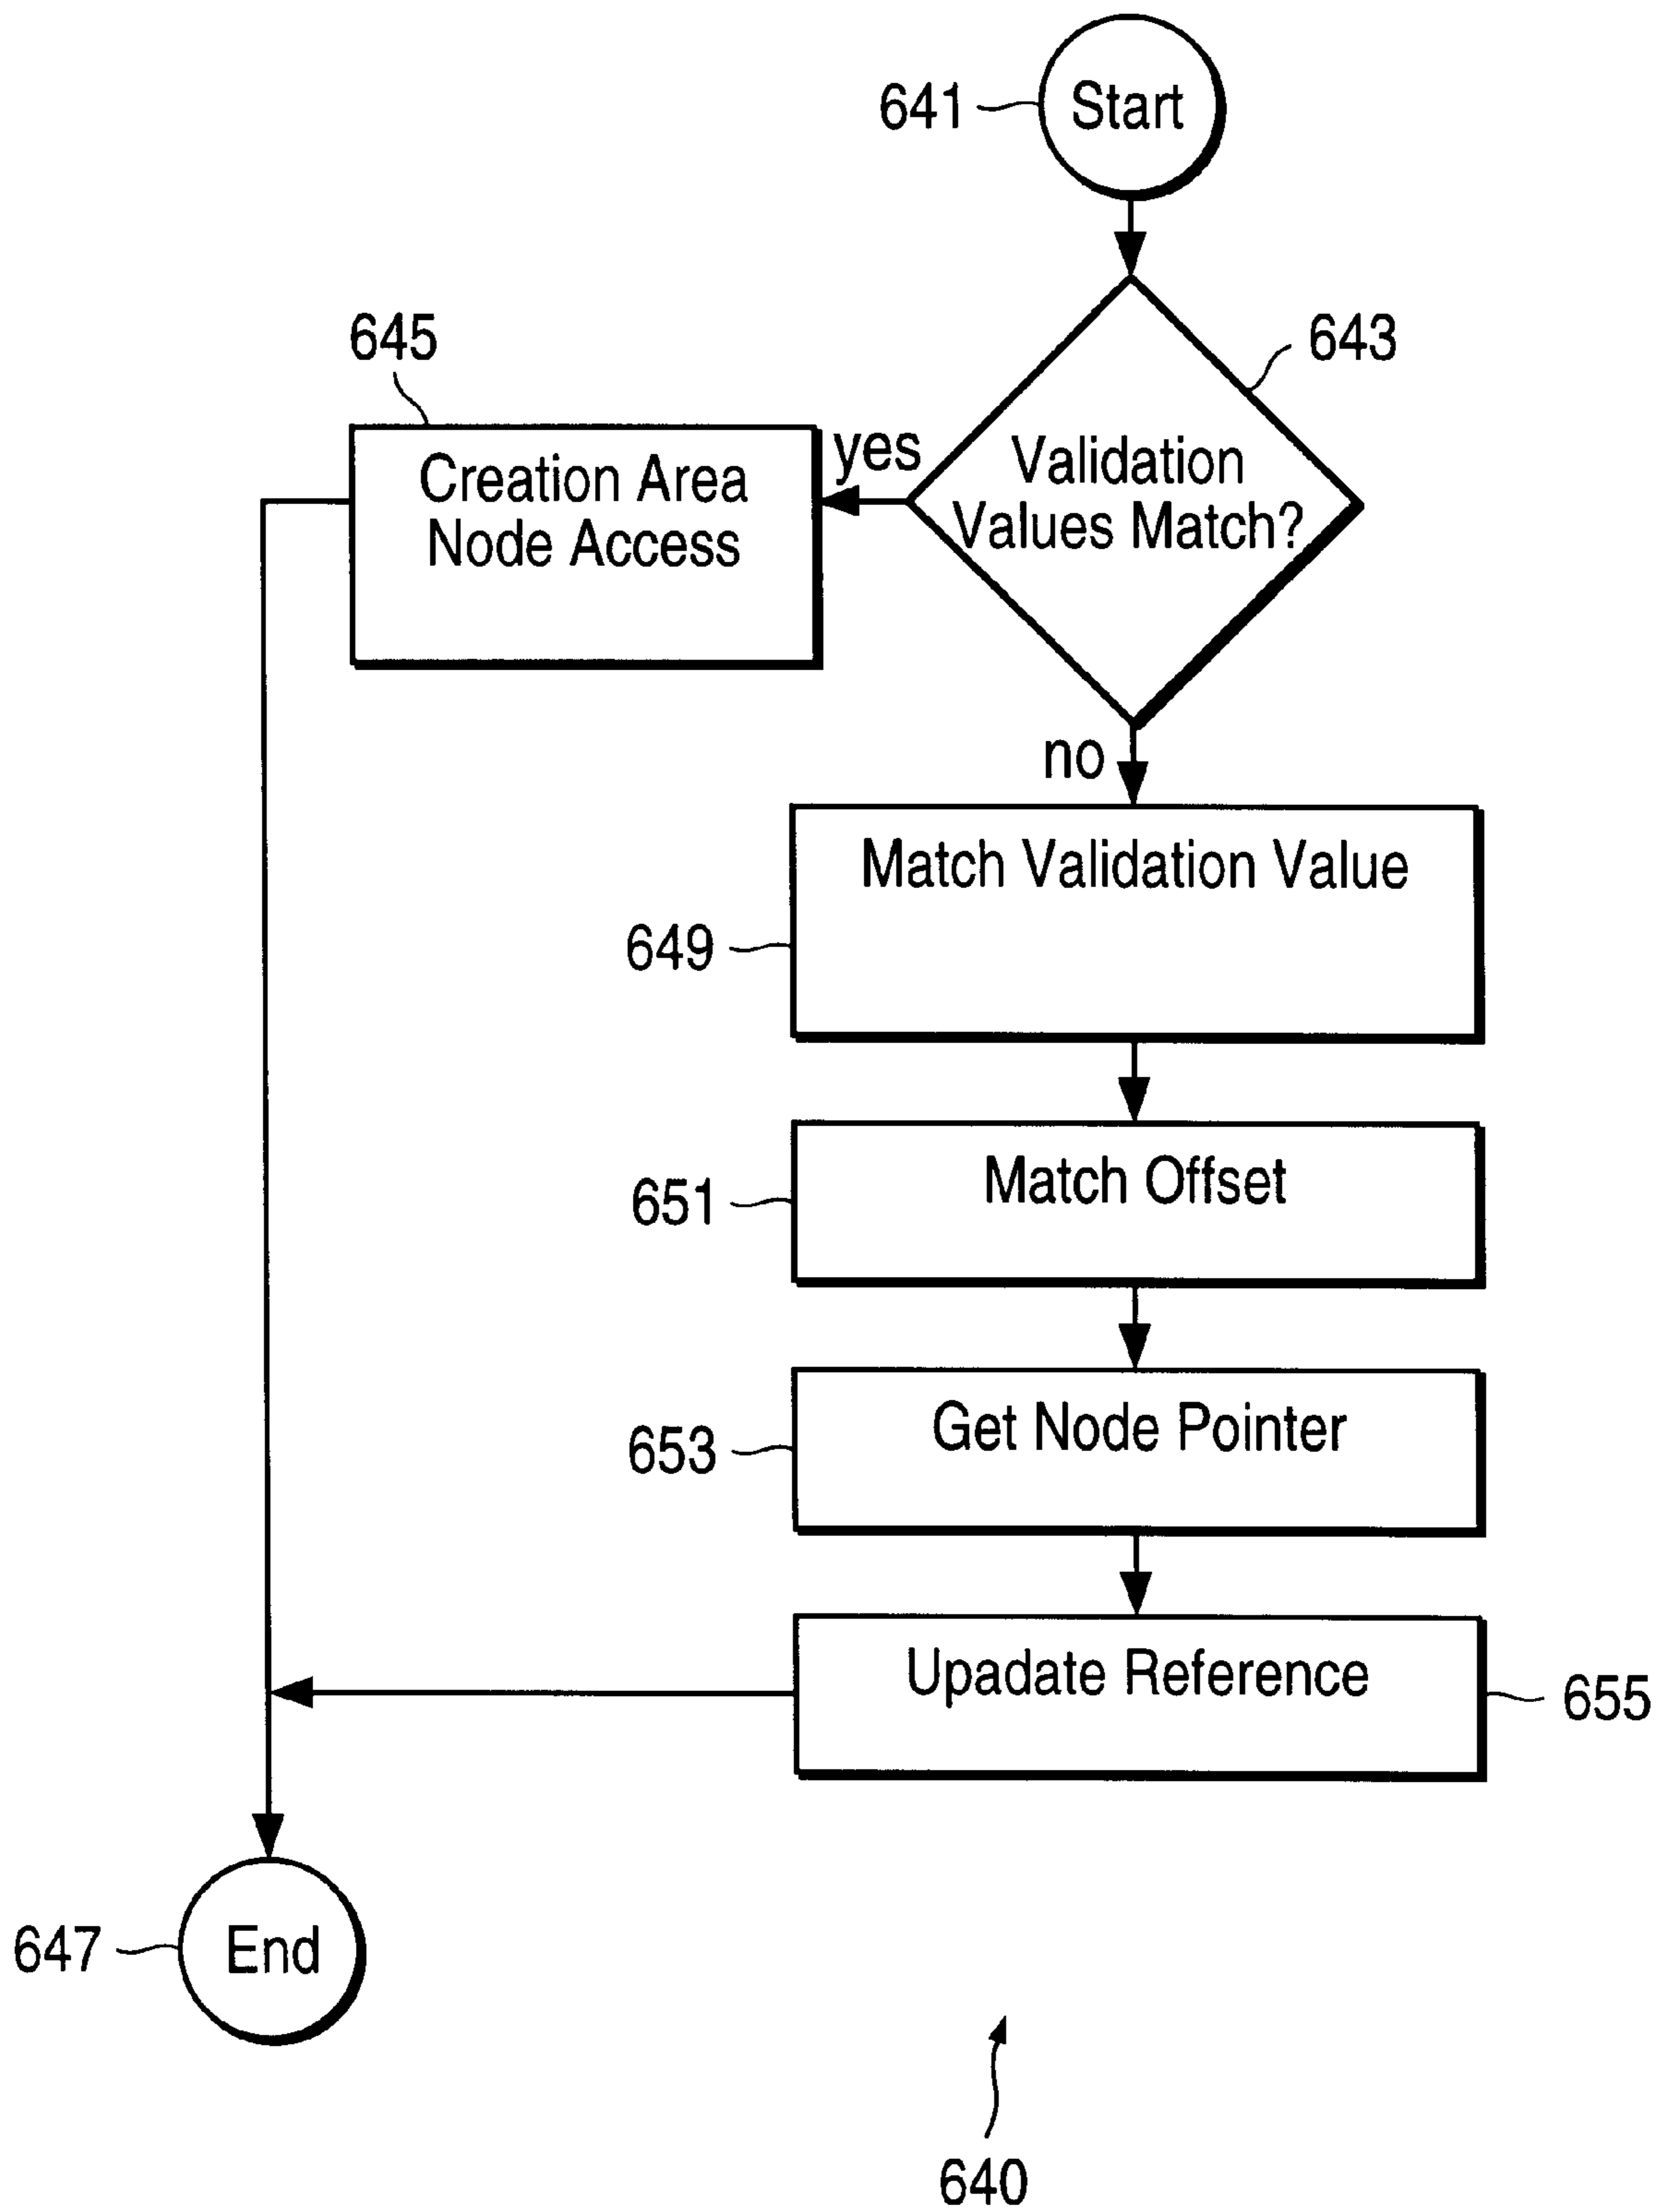 641
Start
643
645
yes
Validation
Values Match?
Creation Area
Node Access
no
Match Validation Value
649
Match Offset
651
Get Node Pointer
653
Upadate Reference
655
647
End
640